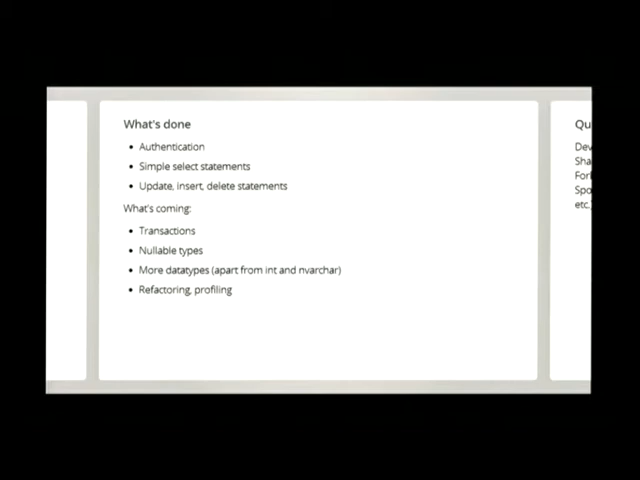 What's done
Authentication
Simple select statements
Update, insert, delete statements
What's coming:
Transactions
Nullable types
More datatypes (apart from int and nvarchar)
Refactoring, profiling
Qu
Dev
Sha
Spo
etc.)